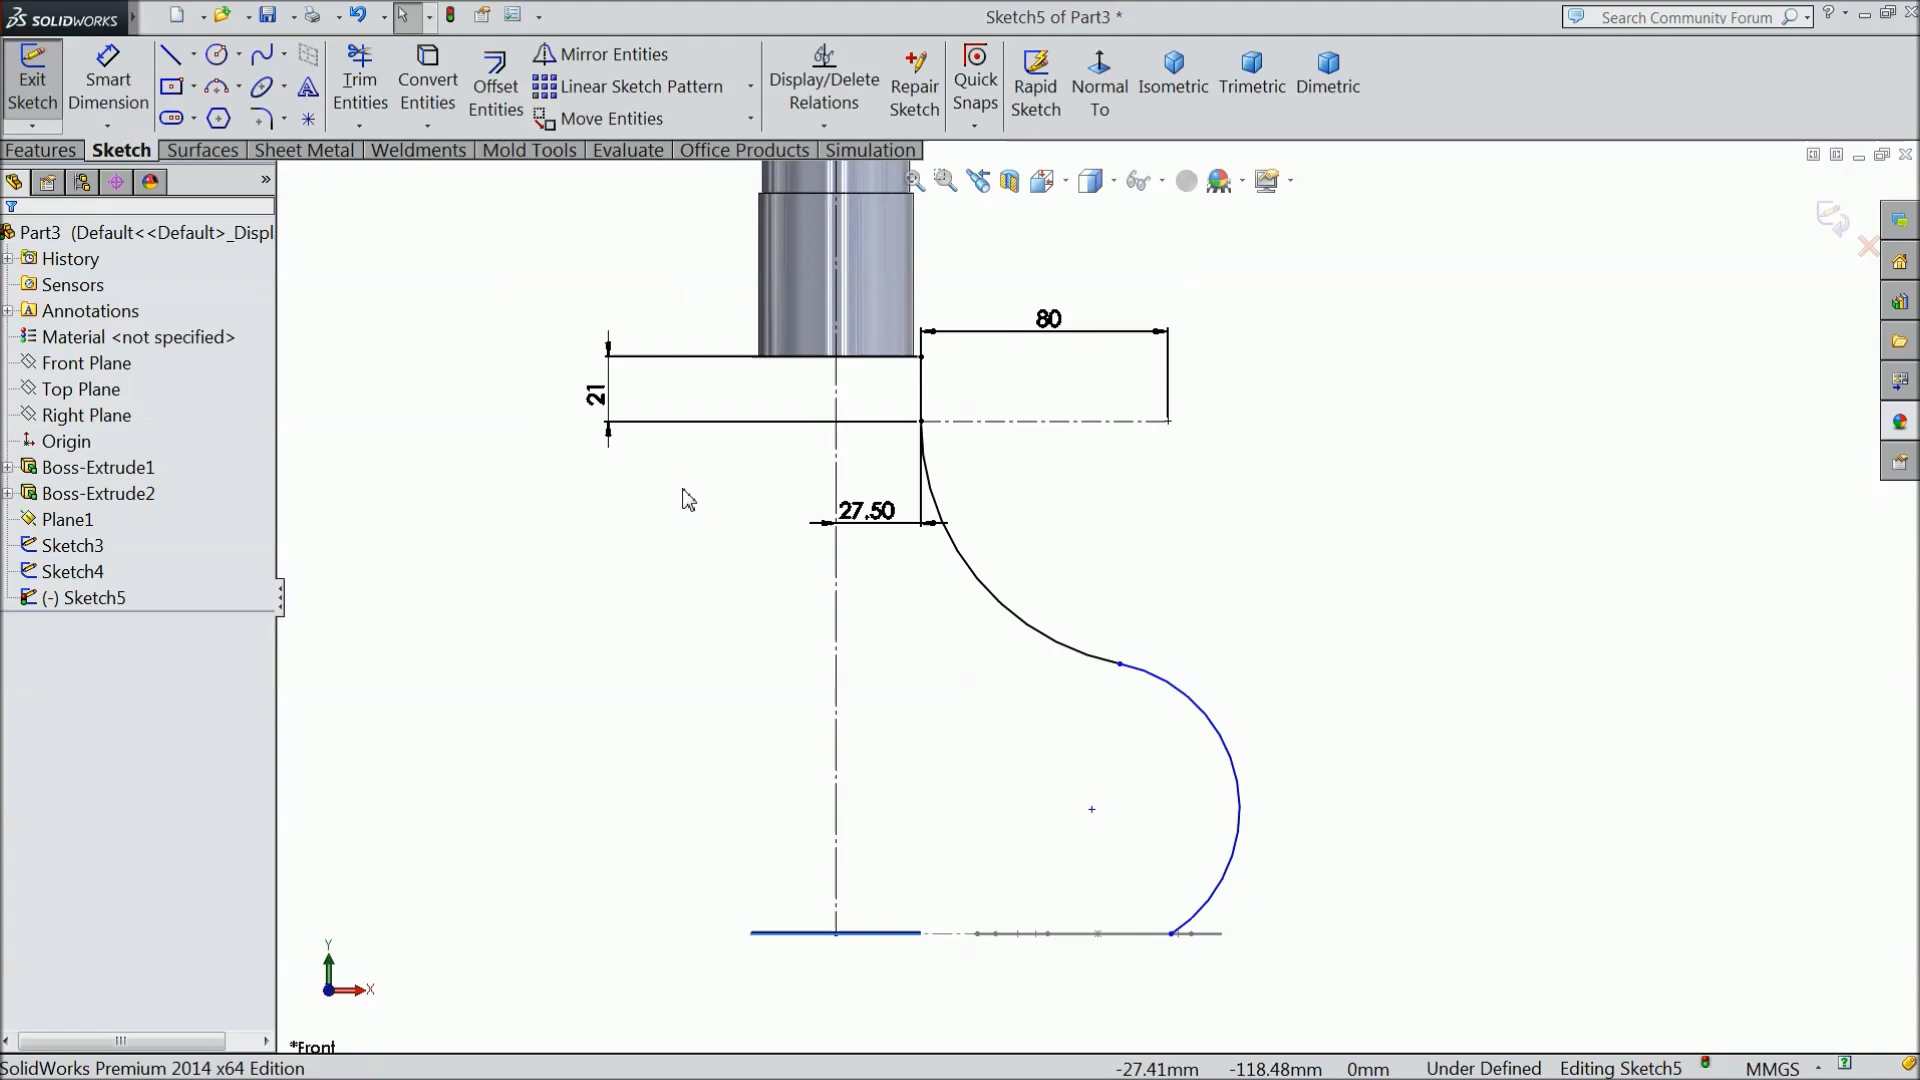 SOLIDWORKS
Sketch5 of Part3 *
Search Community Forum
Exit Sketch
Smart Dimension
Trim Entities
Convert Entities
Offset Entities
Mirror Entities
Linear Sketch Pattern
Move Entities
Display/Delete Relations
Repair Sketch
Quick Snaps
Rapid Sketch
Normal To
Isometric
Trimetric
Dimetric
Features Sketch Surfaces Sheet Metal Weldments Mold Tools Evaluate Office Products Simulation
Part3 (Default<<Default>_Displ
History
Sensors
Annotations
Material <not specified>
Front Plane
Top Plane
Right Plane
Origin
Boss-Extrude1
Boss-Extrude2
Plane1
Sketch3
Sketch4
(-) Sketch5
80
21
27.50
Y
X
*Front
SolidWorks Premium 2014 x64 Edition
-27.41mm -118.48mm 0mm Under Defined Editing Sketch5 MMGS